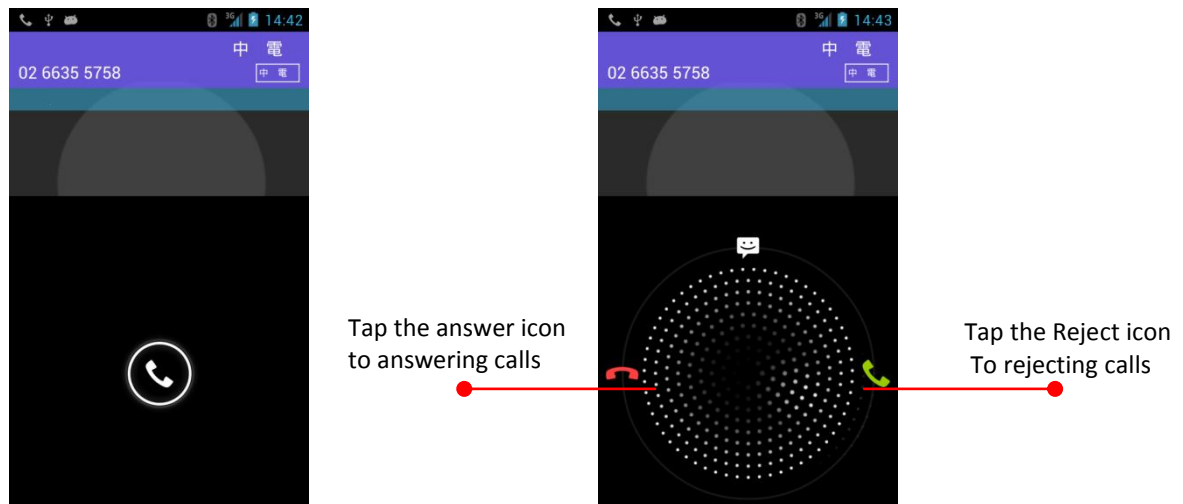 14:42
中 電
02 6635 5758
中 電
Tap the answer icon
to answering calls
3G 14:43
中 電
02 6635 5758
中 電
Tap the Reject icon
To rejecting calls